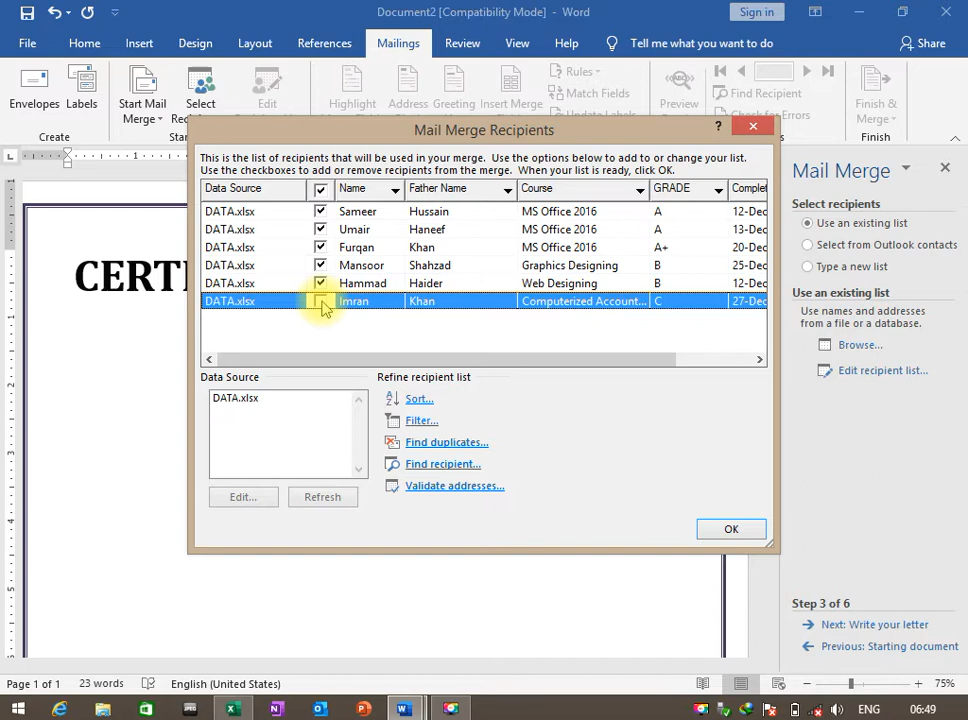 Document2 [Compatibility Mode] - Word
Sign in
File Home Insert Design Layout References Mailings Review View Help Tell me what you want to do Share
Envelopes Labels Start Mail Merge Select Edit Highlight Address Greeting Insert Merge Rules Match Fields Preview Find Recipient Finish & Merge
Create Finish
Mail Merge Recipients
This is the list of recipients that will be used in your merge. Use the options below to add to or change your list.
Use the checkboxes to add or remove recipients from the merge. When your list is ready, click OK.
Data Source Name Father Name Course GRADE Complet
DATA.xlsx Sameer Hussain MS Office 2016 A 12-Dec
DATA.xlsx Umair Haneef MS Office 2016 A 13-Dec
DATA.xlsx Furqan Khan MS Office 2016 A+ 20-Dec
DATA.xlsx Mansoor Shahzad Graphics Designing B 25-Dec
DATA.xlsx Hammad Haider Web Designing B 12-Dec
DATA.xlsx Imran Khan Computerized Account... C 27-Dec
Data Source
DATA.xlsx
Edit... Refresh
Refine recipient list
Sort...
Filter...
Find duplicates...
Find recipient...
Validate addresses...
OK
CERTI
Mail Merge
Select recipients
Use an existing list
Select from Outlook contacts
Type a new list
Use an existing list
Use names and addresses
from a file or a database.
Browse...
Edit recipient list...
Step 3 of 6
Next: Write your letter
Previous: Starting document
Page 1 of 1 23 words English (United States) 75%
ENG 06:49